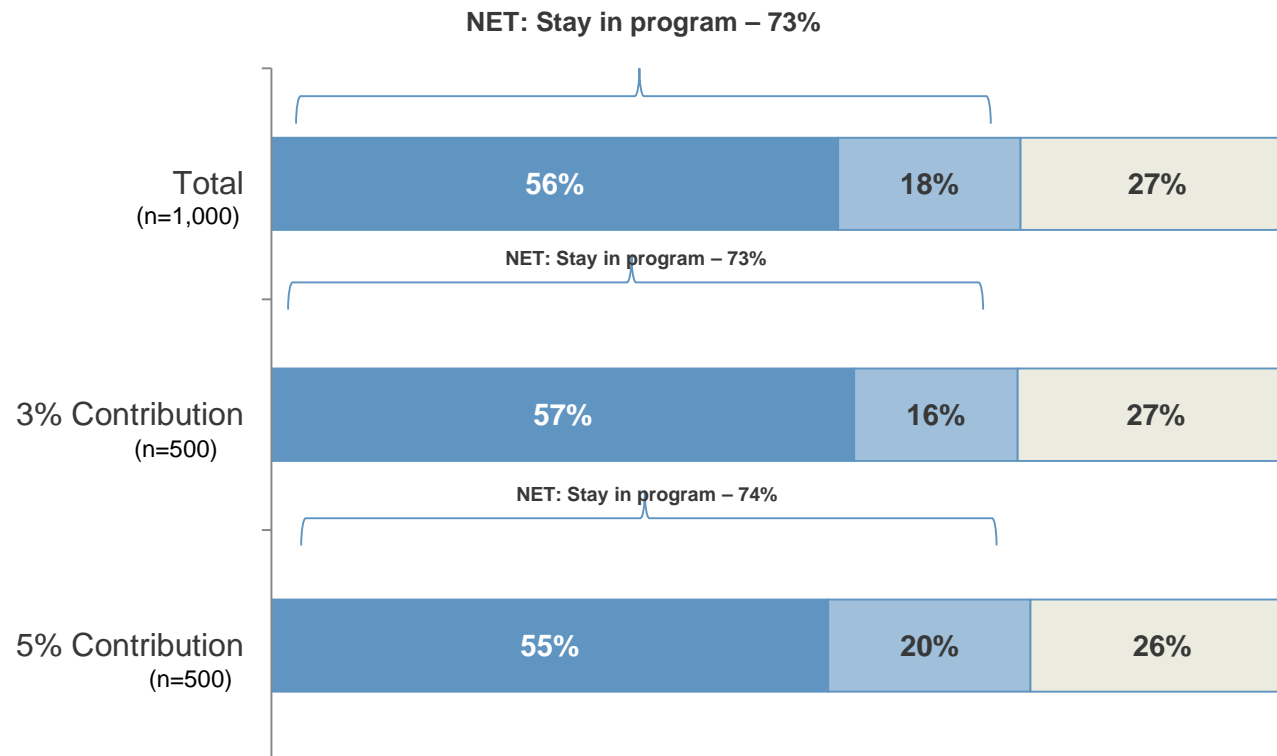 NET: Stay in program – 73%
Total
(n=1,000)
56%
18%
27%
NET: Stay in program – 73%
3% Contribution
(n=500)
57%
16%
27%
NET: Stay in program – 74%
5% Contribution
(n=500)
55%
20%
26%